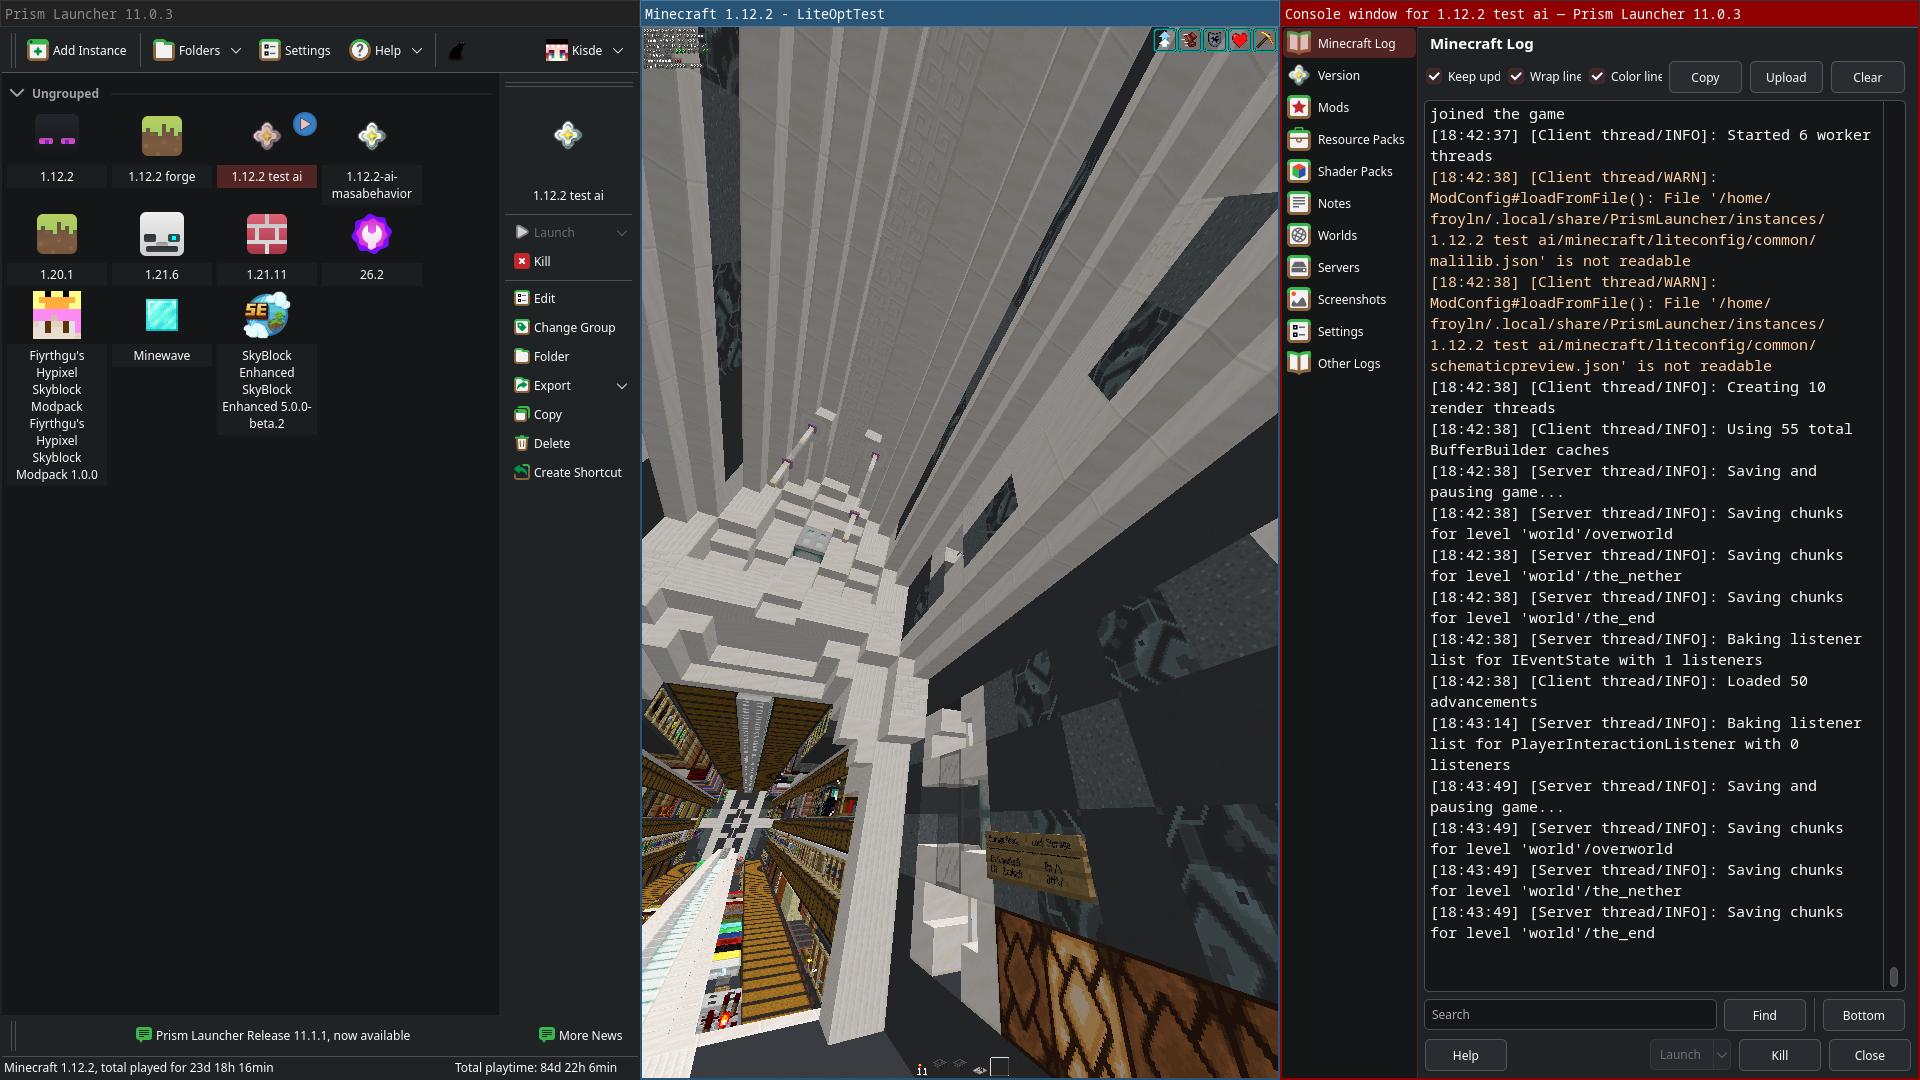 Prism Launcher 11.0.3
Add Instance
Folders
Settings
Help
Kisde
Ungrouped
1.12.2
1.12.2 forge
1.12.2 test ai
1.12.2-ai-
masabehavior
1.20.1
1.21.6
1.21.11
26.2
Fiyrthgu's
Hypixel
Skyblock
Modpack
Fiyrthgu's
Hypixel
Skyblock
Modpack 1.0.0
Minewave
SE
SkyBlock
Enhanced
SkyBlock
Enhanced 5.0.0-
beta.2
1.12.2 test ai
Launch
Kill
Edit
Change Group
Folder
Export
Copy
Delete
Create Shortcut
Prism Launcher Release 11.1.1, now available
More News
Minecraft 1.12.2, total played for 23d 18h 16min
Total playtime: 84d 22h 6min
Minecraft 1.12.2 - LiteOptTest
11
Console window for 1.12.2 test ai — Prism Launcher 11.0.3
Minecraft Log
Version
Mods
Resource Packs
Shader Packs
Notes
Worlds
Servers
Screenshots
Settings
Other Logs
Minecraft Log
Keep upd
Wrap line
Color line
Copy
Upload
Clear
joined the game
[18:42:37] [Client thread/INFO]: Started 6 worker
threads
[18:42:38] [Client thread/WARN]:
ModConfig#loadFromFile(): File '/home/
froyln/.local/share/PrismLauncher/instances/
1.12.2 test ai/minecraft/liteconfig/common/
malilib.json' is not readable
[18:42:38] [Client thread/WARN]:
ModConfig#loadFromFile(): File '/home/
froyln/.local/share/PrismLauncher/instances/
1.12.2 test ai/minecraft/liteconfig/common/
schematicpreview.json' is not readable
[18:42:38] [Client thread/INFO]: Creating 10
render threads
[18:42:38] [Client thread/INFO]: Using 55 total
BufferBuilder caches
[18:42:38] [Server thread/INFO]: Saving and
pausing game...
[18:42:38] [Server thread/INFO]: Saving chunks
for level 'world'/overworld
[18:42:38] [Server thread/INFO]: Saving chunks
for level 'world'/the_nether
[18:42:38] [Server thread/INFO]: Saving chunks
for level 'world'/the_end
[18:42:38] [Server thread/INFO]: Baking listener
list for IEventState with 1 listeners
[18:42:38] [Client thread/INFO]: Loaded 50
advancements
[18:43:14] [Server thread/INFO]: Baking listener
list for PlayerInteractionListener with 0
listeners
[18:43:49] [Server thread/INFO]: Saving and
pausing game...
[18:43:49] [Server thread/INFO]: Saving chunks
for level 'world'/overworld
[18:43:49] [Server thread/INFO]: Saving chunks
for level 'world'/the_nether
[18:43:49] [Server thread/INFO]: Saving chunks
for level 'world'/the_end
Search
Find
Bottom
Help
Launch
Kill
Close